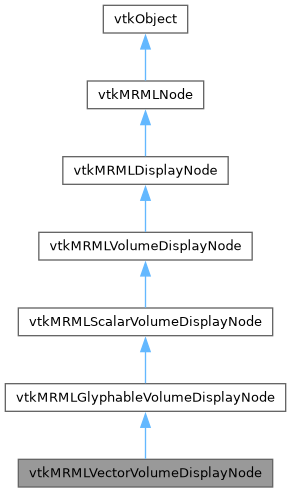 vtkObject
vtkMRMLNode
vtkMRMLDisplayNode
vtkMRMLVolumeDisplayNode
vtkMRMLScalarVolumeDisplayNode
vtkMRMLGlyphableVolumeDisplayNode
vtkMRMLVectorVolumeDisplayNode